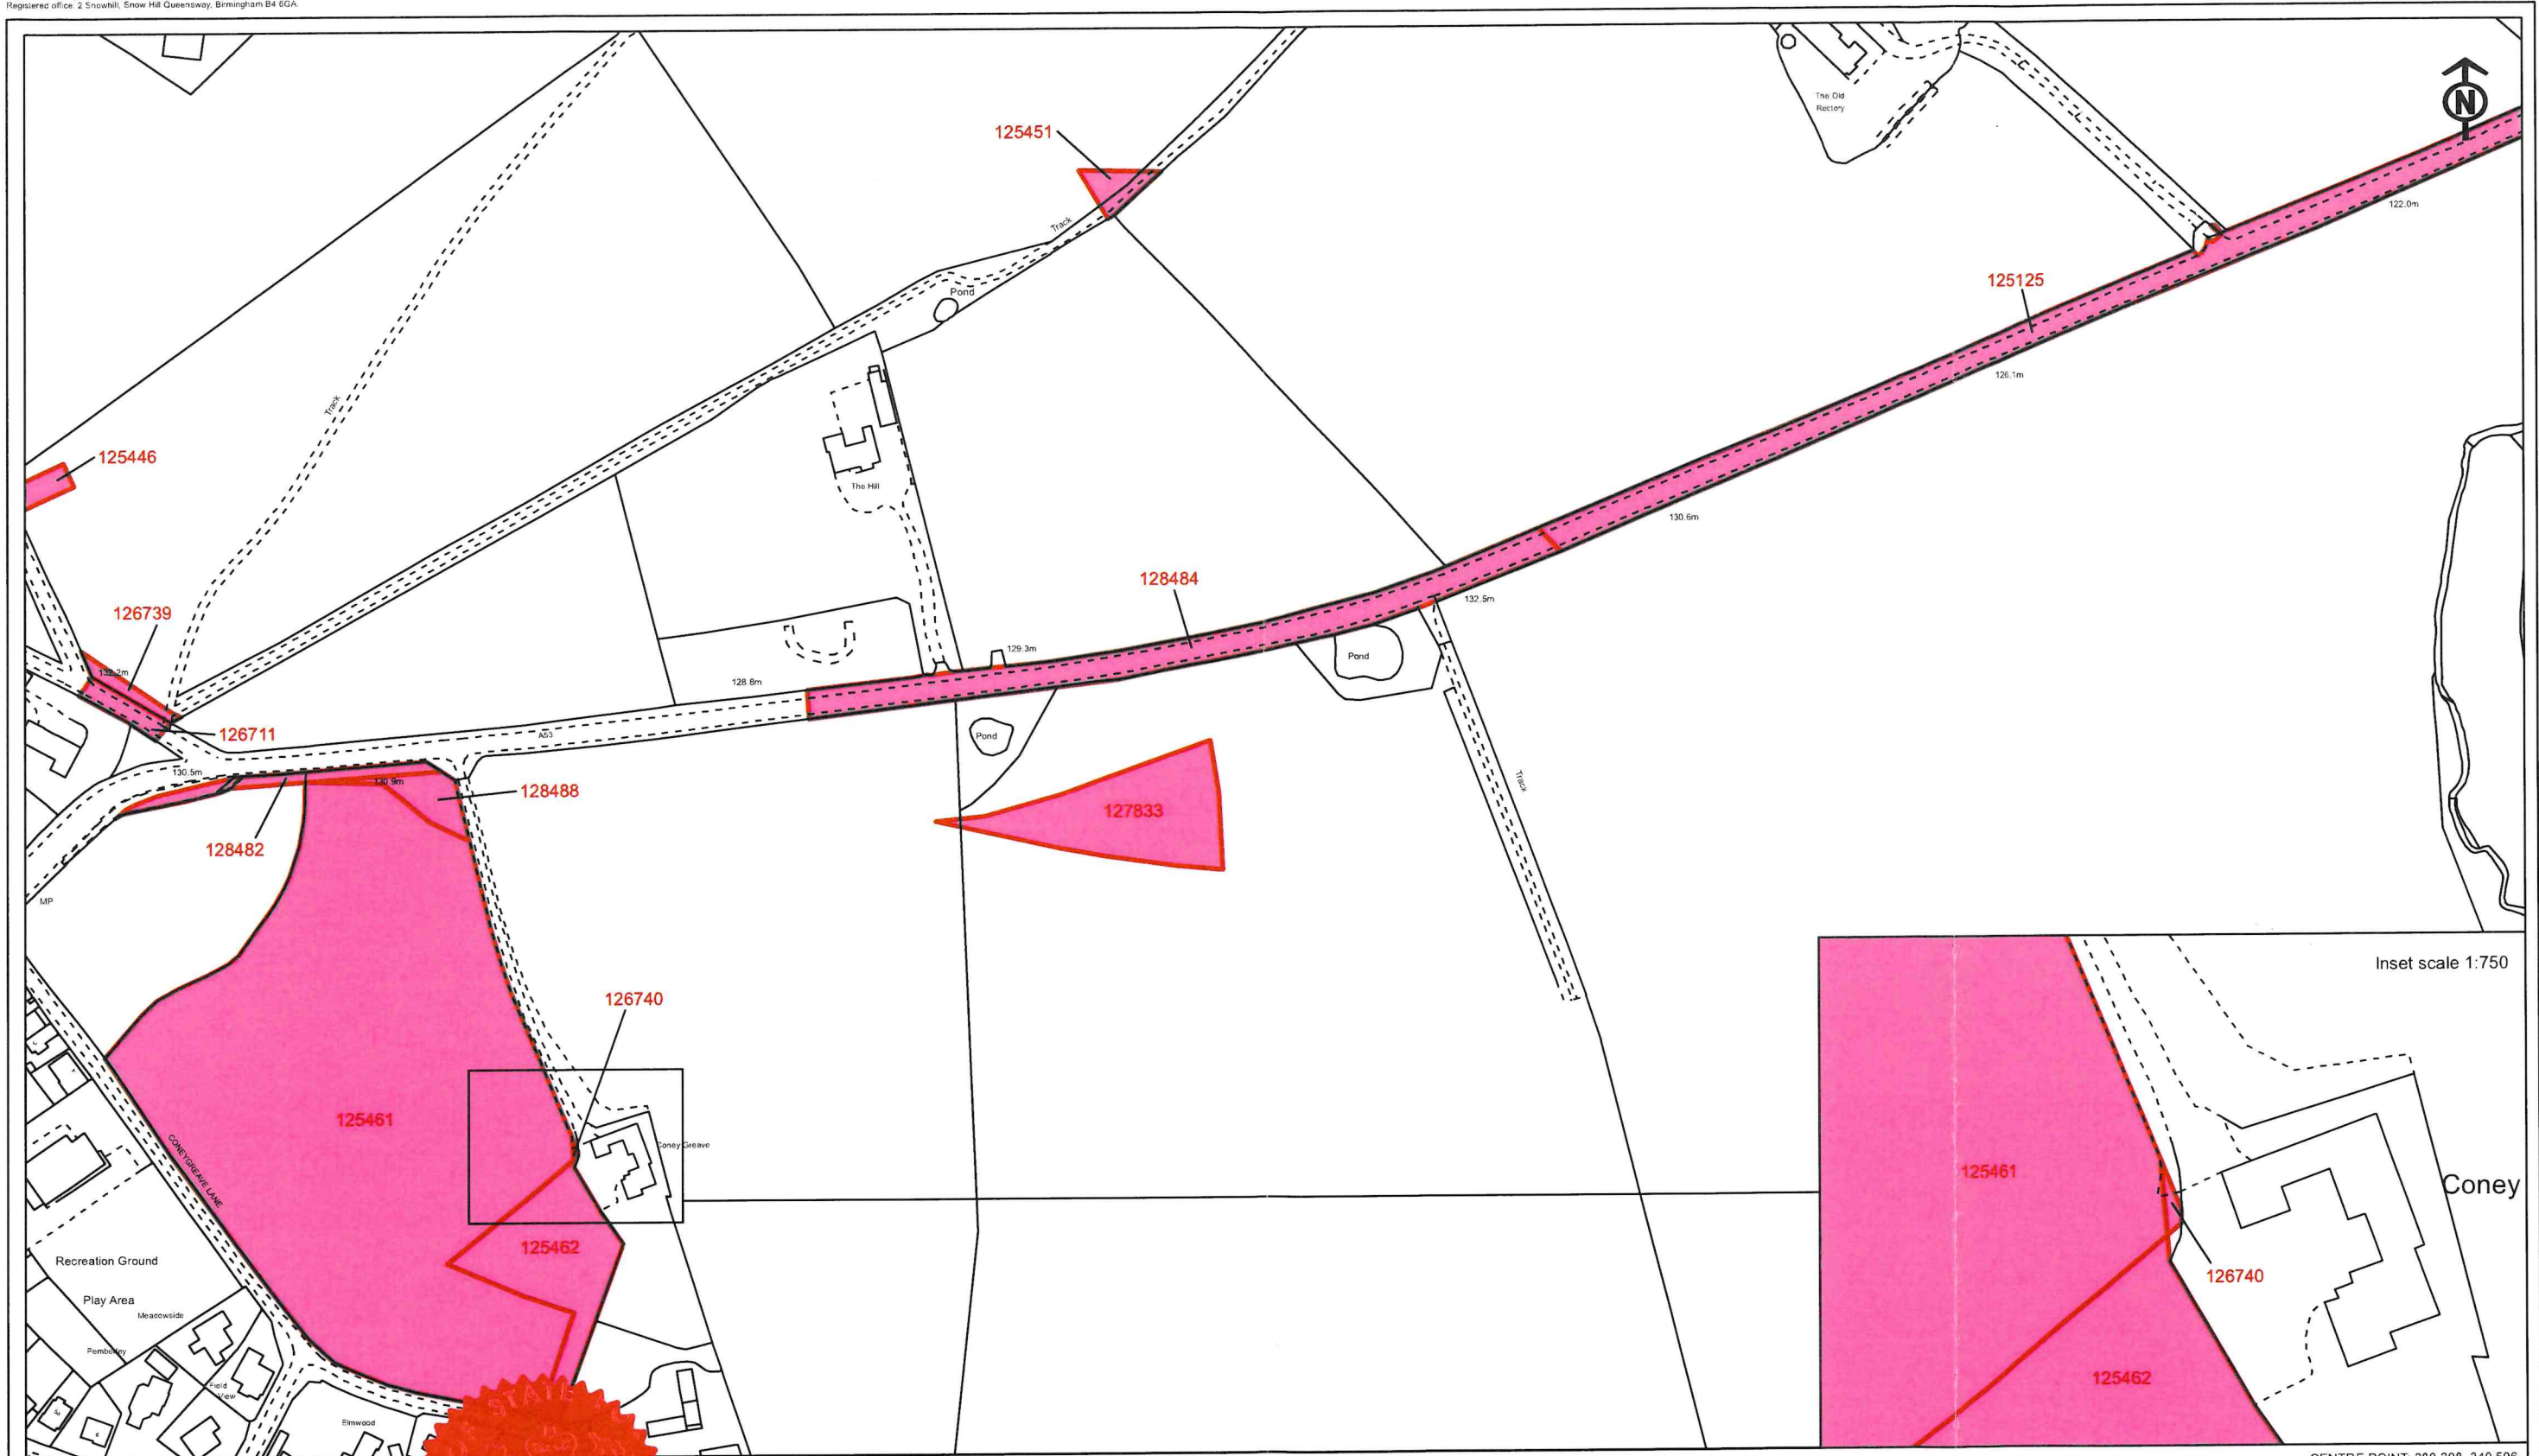 Registered office: 2 Snowhill, Snow Hill Queensway, Birmingham B4 6GA.
N
The Old
Rectory
125451
122.0m
Track
125125
Pond
126.1m
Track
125446
The Hill
130.6m
128484
132.5m
126739
129.3m
Pond
128.6m
126711
A53
Pond
130.5m
130.9m
128488
Track
127833
128482
MP
Inset scale 1:750
126740
125461
Coney Greave
CONEYGREAVE LANE
125461
Coney
125462
126740
Recreation Ground
Play Area
Meadowside
Pemberley
125462
Field
View
Elmwood
STATE